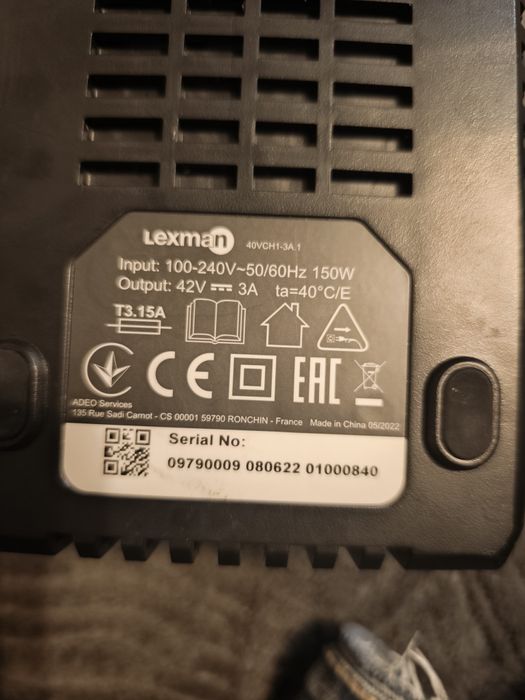 Lexman 40VCH1-3A.1
Input: 100-240V~50/60Hz 150W
Output: 42V ⎓ 3A ta=40°C/E
T3.15A
CE EAC
ADEO Services
135 Rue Sadi Carnot - CS 00001 59790 RONCHIN - France Made in China 05/2022
Serial No:
09790009 080622 01000840